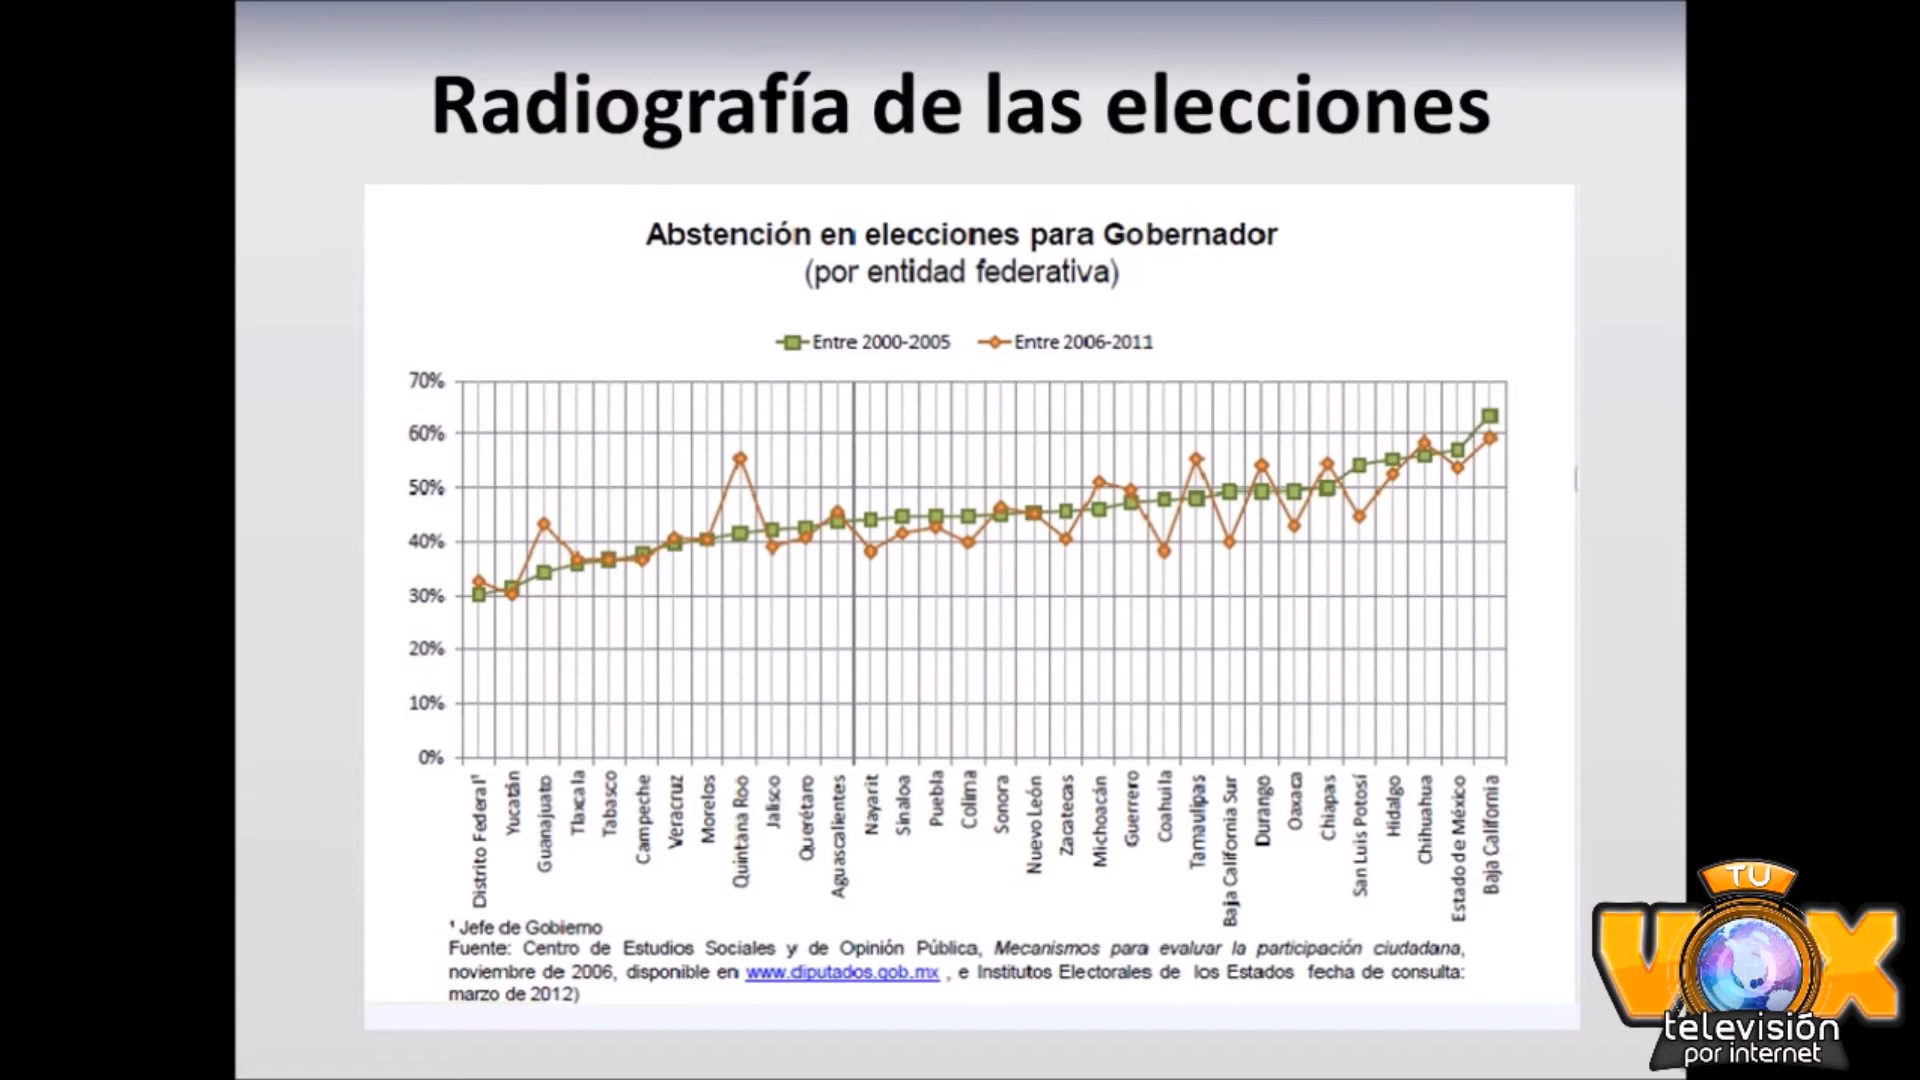 Radiografía de las elecciones
Abstención en elecciones para Gobernador
(por entidad federativa)
Entre 2000-2005
Entre 2006-2011
70%
60%
50%
40%
30%
20%
10%
0%
Distrito Federal¹
Yucatán
Guanajuato
Tlaxcala
Tabasco
Campeche
Veracruz
Morelos
Quintana Roo
Jalisco
Querétaro
Aguascalientes
Nayarit
Sinaloa
Puebla
Colima
Sonora
Nuevo León
Zacatecas
Michoacán
Guerrero
Coahuila
Tamaulipas
Baja California Sur
Durango
Oaxaca
Chiapas
San Luis Potosí
Hidalgo
Chihuahua
Estado de México
Baja California
¹ Jefe de Gobierno
Fuente: Centro de Estudios Sociales y de Opinión Pública, Mecanismos para evaluar la participación ciudadana,
noviembre de 2006, disponible en www.diputados.gob.mx , e Institutos Electorales de los Estados fecha de consulta:
marzo de 2012)
TU
VOX
televisión
por internet